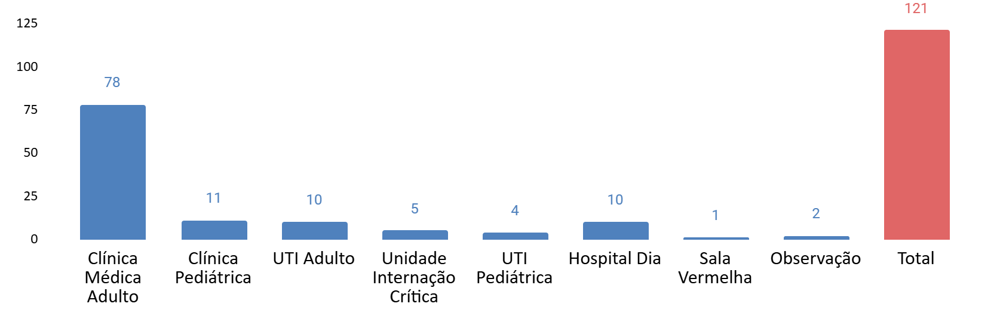 121
125
100
78
75
50
25
11
10
5
4
10
1
2
0
Clínica
Médica
Adulto
Clínica
Pediátrica
UTI Adulto
Unidade
Internação
Crítica
UTI
Pediátrica
Hospital Dia
Sala
Vermelha
Observação
Total